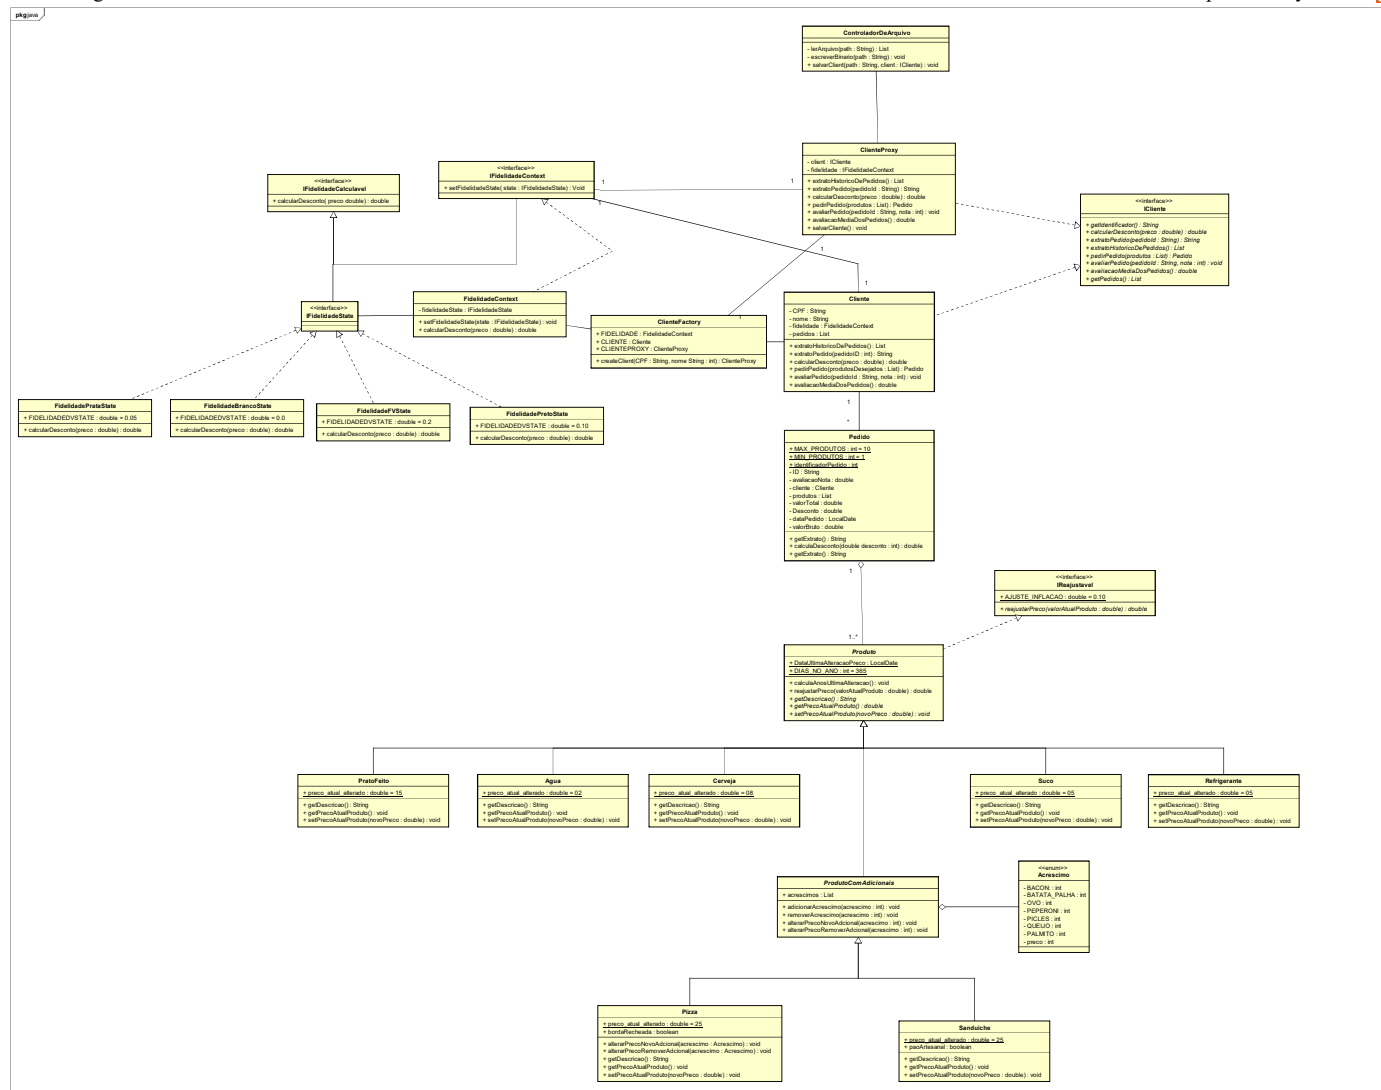 pkg java
ControladorDeArquivo
- lerArquivo(path : String) : List
- escreverBinario(path : String) : void
+ salvarClient(path : String, client : ICliente) : void
ClienteProxy
- client : ICliente
- fidelidade : IFidelidadeContext
+ extratoHistoricoDePedidos() : List
+ extratoPedido(pedidoId : String) : String
+ calcularDesconto(preco : double) : double
+ pedirPedido(produtos : List) : Pedido
+ avaliarPedido(pedidoId : String, nota : int) : void
+ avaliacaoMediaDosPedidos() : double
+ salvarCliente() : void
<<interface>>
IFidelidadeContext
+ setFidelidadeState( state : IFidelidadeState) : Void
1
1
1
<<interface>>
IFidelidadeCalculavel
+ calcularDesconto( preco double) : double
<<interface>>
ICliente
+ getIdentificador() : String
+ calcularDesconto(preco : double) : double
+ extratoPedido(pedidoId : String) : String
+ extratoHistoricoDePedidos() : List
+ pedirPedido(produtos : List) : Pedido
+ avaliarPedido(pedidoId : String, nota : int) : void
+ avaliacaoMediaDosPedidos() : double
+ getPedidos() : List
1
1
1
<<interface>>
IFidelidadeState
FidelidadeContext
- fidelidadeState : IFidelidadeState
+ setFidelidadeState(state : IFidelidadeState) : void
+ calcularDesconto(preco : double) : double
ClienteFactory
+ FIDELIDADE : FidelidadeContext
+ CLIENTE : Cliente
+ CLIENTEPROXY : ClienteProxy
+ createClient(CPF : String, nome String : int) : ClienteProxy
Cliente
- CPF : String
- nome : String
- fidelidade : FidelidadeContext
- pedidos : List
+ extratoHistoricoDePedidos() : List
+ extratoPedido(pedidoID : int) : String
+ calcularDesconto(preco : double) : double
+ pedirPedido(produtosDesejados : List) : Pedido
+ avaliarPedido(pedidoId : String, nota : int) : void
+ avaliacaoMediaDosPedidos() : double
FidelidadePrataState
+ FIDELIDADEDVSTATE : double = 0.05
+ calcularDesconto(preco : double) : double
FidelidadeBrancoState
+ FIDELIDADEDVSTATE : double = 0.0
+ calcularDesconto(preco : double) : double
FidelidadeFVState
+ FIDELIDADEDVSTATE : double = 0.2
+ calcularDesconto(preco : double) : double
FidelidadePretoState
+ FIDELIDADEDVSTATE : double = 0.10
+ calcularDesconto(preco : double) : double
1
*
Pedido
+ MAX_PRODUTOS : int = 10
+ MIN_PRODUTOS : int = 1
+ identificadorPedido : int
- ID : String
- avaliacaoNota : double
- cliente : Cliente
- produtos : List
- valorTotal : double
- Desconto : double
- dataPedido : LocalDate
- valorBruto : double
+ getExtrato() : String
+ calculaDesconto(double desconto : int) : double
+ getExtrato() : String
1
1..*
<<interface>>
IReajustavel
+ AJUSTE_INFLACAO : double = 0.10
+ reajustarPreco(valorAtualProduto : double) : double
Produto
+ DataUltimaAlteracaoPreco : LocalDate
+ DIAS_NO_ANO : int = 365
+ calculaAnosUltimaAlteracao() : void
+ reajustarPreco(valorAtualProduto : double) : double
+ getDescricao() : String
+ getPrecoAtualProduto() : double
+ setPrecoAtualProduto(novoPreco : double) : void
PratoFeito
+ preco_atual_alterado : double = 15
+ getDescricao() : String
+ getPrecoAtualProduto() : void
+ setPrecoAtualProduto(novoPreco : double) : void
Agua
+ preco_atual_alterado : double = 02
+ getDescricao() : String
+ getPrecoAtualProduto() : void
+ setPrecoAtualProduto(novoPreco : double) : void
Cerveja
+ preco_atual_alterado : double = 08
+ getDescricao() : String
+ getPrecoAtualProduto() : void
+ setPrecoAtualProduto(novoPreco : double) : void
Suco
+ preco_atual_alterado : double = 05
+ getDescricao() : String
+ getPrecoAtualProduto() : void
+ setPrecoAtualProduto(novoPreco : double) : void
Refrigerante
+ preco_atual_alterado : double = 05
+ getDescricao() : String
+ getPrecoAtualProduto() : void
+ setPrecoAtualProduto(novoPreco : double) : void
ProdutoComAdicionais
+ acrescimos : List
+ adicionarAcrescimo(acrescimo : int) : void
+ removerAcrescimo(acrescimo : int) : void
+ alterarPrecoNovoAdcional(acrescimo : int) : void
+ alterarPrecoRemoverAdcional(acrescimo : int) : void
<<enum>>
Acrescimo
- BACON: : int
- BATATA_PALHA : int
- OVO : int
- PEPERONI : int
- PICLES : int
- QUEIJO : int
- PALMITO : int
- preco : int
Pizza
+ preco_atual_alterado : double = 25
+ bordaRecheada : boolean
+ alterarPrecoNovoAdcional(acrescimo : Acrescimo) : void
+ alterarPrecoRemoverAdcional(acrescimo : Acrescimo) : void
+ getDescricao() : String
+ getPrecoAtualProduto() : void
+ setPrecoAtualProduto(novoPreco : double) : void
Sanduiche
+ preco_atual_alterado : double = 25
+ paoArtesanal : boolean
+ getDescricao() : String
+ getPrecoAtualProduto() : void
+ setPrecoAtualProduto(novoPreco : double) : void